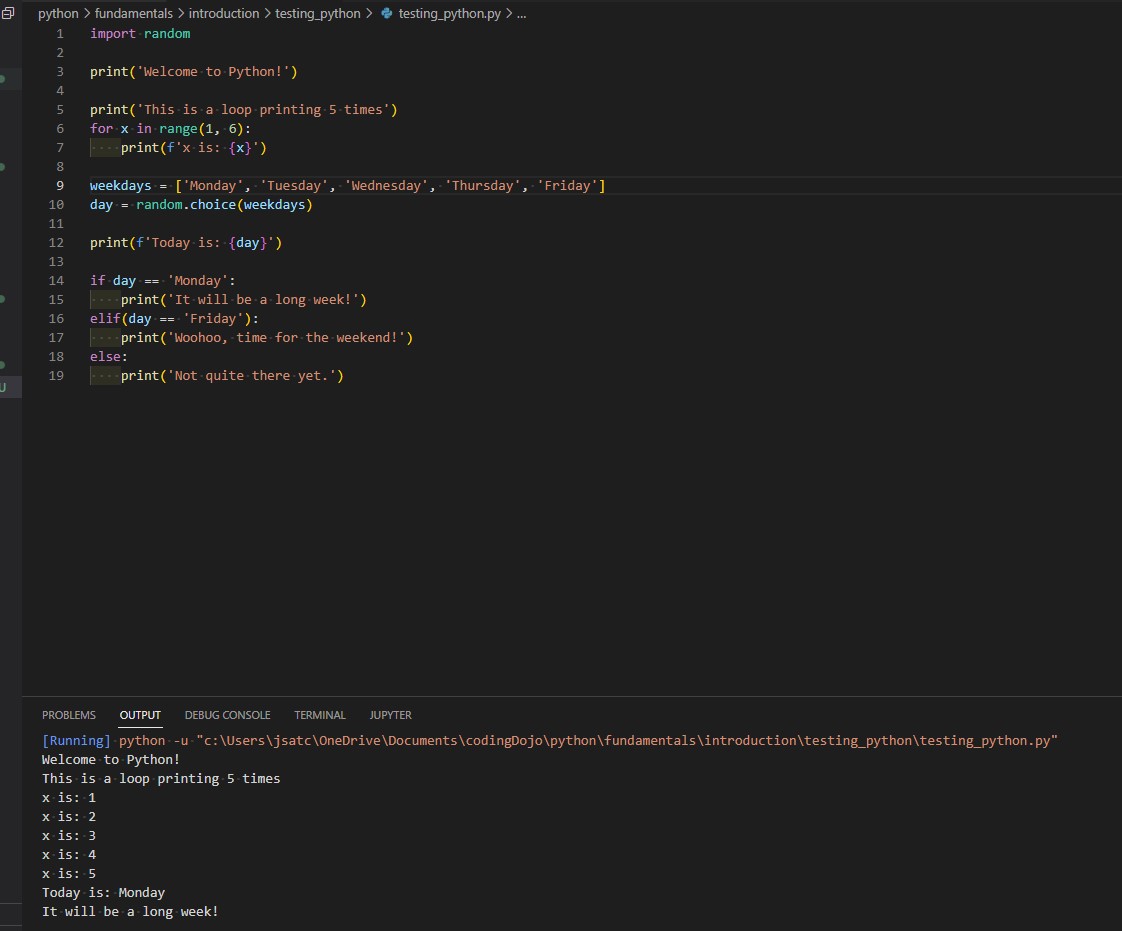 python > fundamentals > introduction > testing_python > testing_python.py > ...
1 import random
2
3 print('Welcome to Python!')
4
5 print('This is a loop printing 5 times')
6 for x in range(1, 6):
7     print(f'x is: {x}')
8
9 weekdays = ['Monday', 'Tuesday', 'Wednesday', 'Thursday', 'Friday']
10 day = random.choice(weekdays)
11
12 print(f'Today is: {day}')
13
14 if day == 'Monday':
15     print('It will be a long week!')
16 elif(day == 'Friday'):
17     print('Woohoo, time for the weekend!')
18 else:
19     print('Not quite there yet.')
U
PROBLEMS OUTPUT DEBUG CONSOLE TERMINAL JUPYTER
[Running] python -u "c:\Users\jsatc\OneDrive\Documents\codingDojo\python\fundamentals\introduction\testing_python\testing_python.py"
Welcome to Python!
This is a loop printing 5 times
x is: 1
x is: 2
x is: 3
x is: 4
x is: 5
Today is: Monday
It will be a long week!